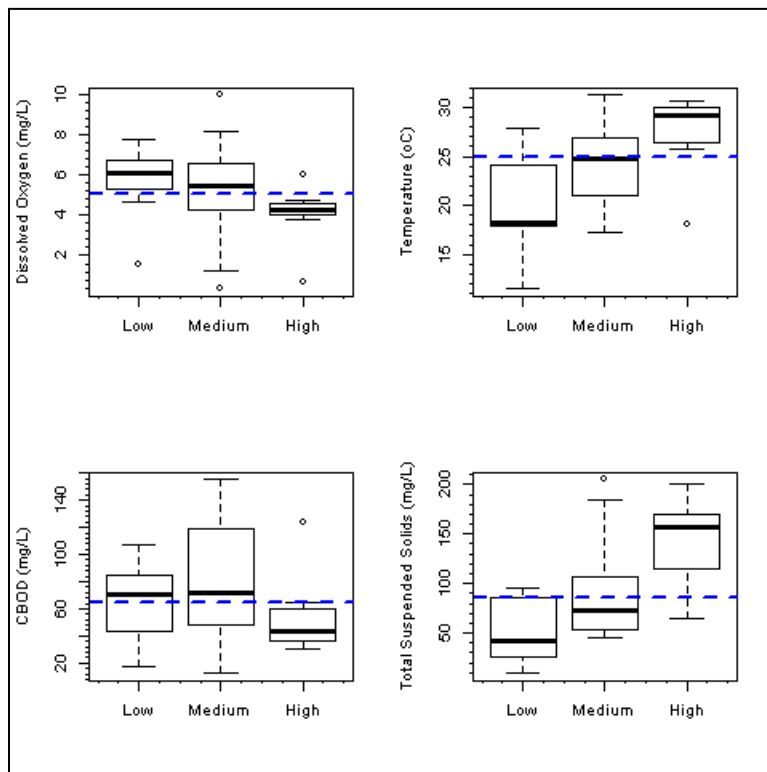 Dissolved Oxygen (mg/L)
10
8
6
4
2
Low Medium High
Temperature (oC)
30
25
20
15
Low Medium High
CBOD (mg/L)
140
100
60
20
Low Medium High
Total Suspended Solids (mg/L)
200
150
100
50
Low Medium High